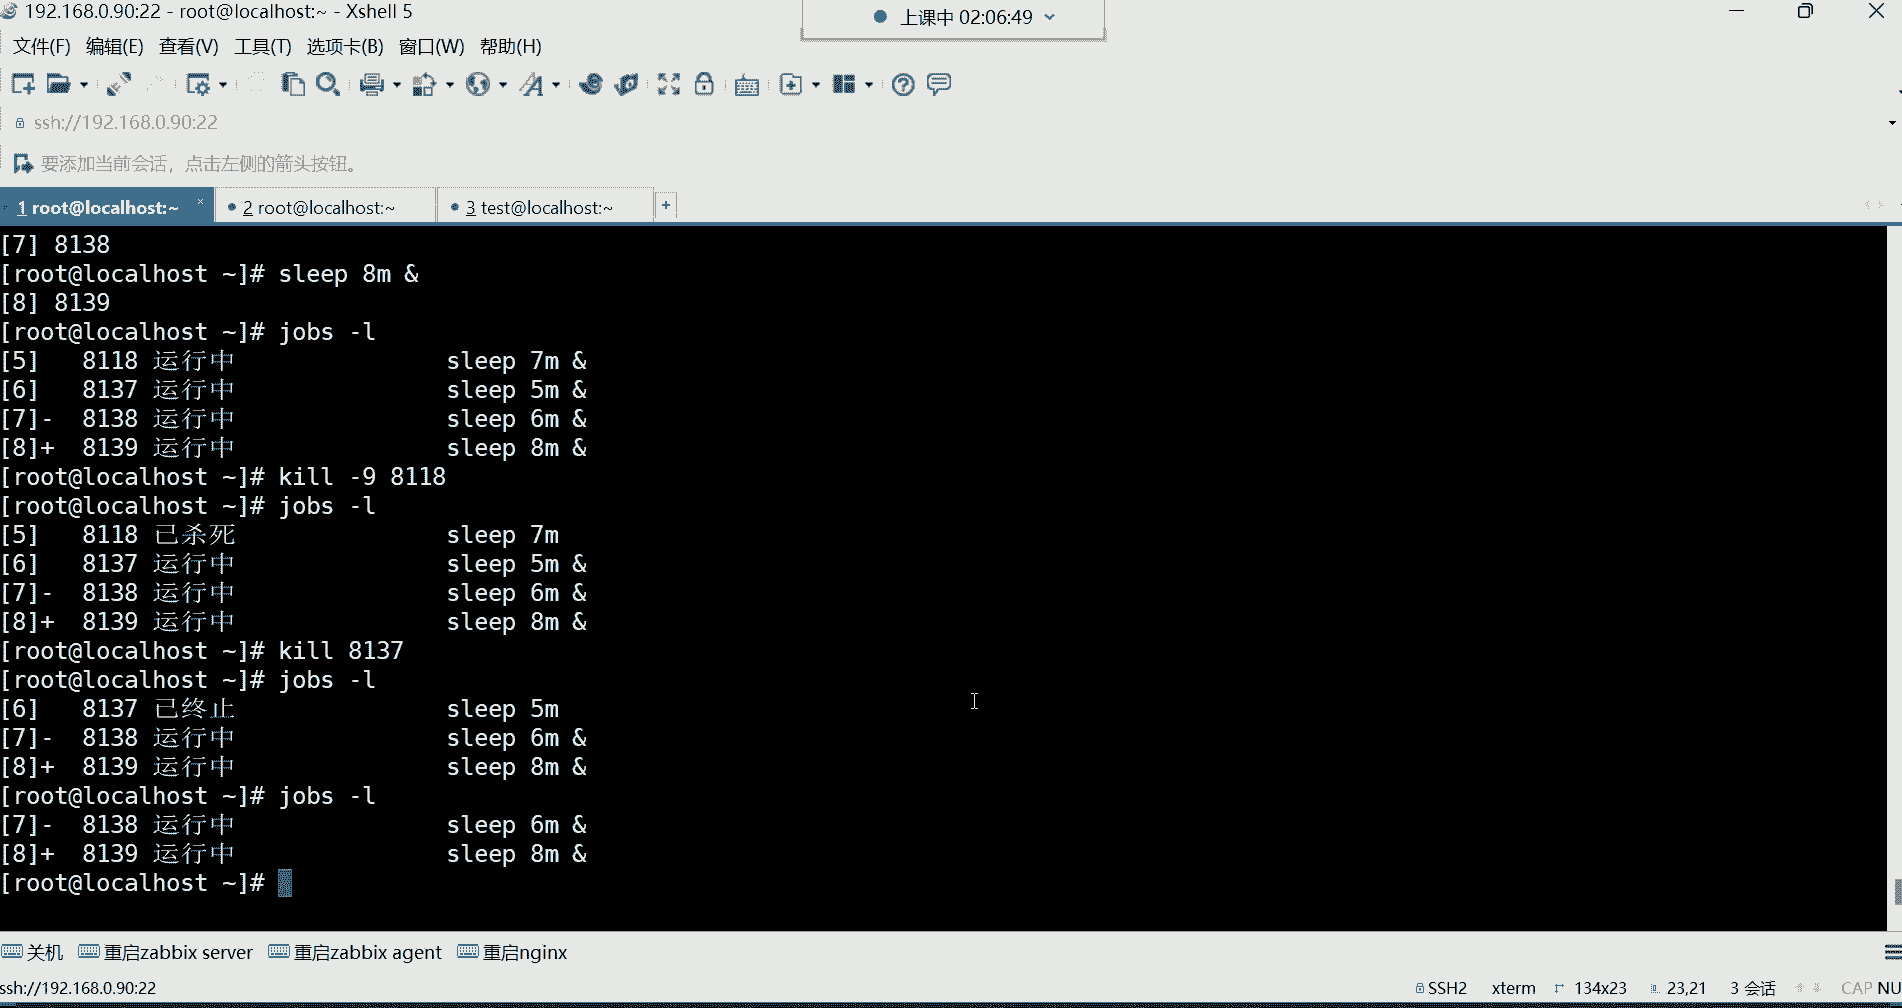 192.168.0.90:22 - root@localhost:~ - Xshell 5
上课中 02:06:49
文件(F) 编辑(E) 查看(V) 工具(T) 选项卡(B) 窗口(W) 帮助(H)
ssh://192.168.0.90:22
要添加当前会话，点击左侧的箭头按钮。
1 root@localhost:~ × 2 root@localhost:~ 3 test@localhost:~ +
[7] 8138
[root@localhost ~]# sleep 8m &
[8] 8139
[root@localhost ~]# jobs -l
[5]   8118 运行中               sleep 7m &
[6]   8137 运行中               sleep 5m &
[7]-  8138 运行中               sleep 6m &
[8]+  8139 运行中               sleep 8m &
[root@localhost ~]# kill -9 8118
[root@localhost ~]# jobs -l
[5]   8118 已杀死               sleep 7m
[6]   8137 运行中               sleep 5m &
[7]-  8138 运行中               sleep 6m &
[8]+  8139 运行中               sleep 8m &
[root@localhost ~]# kill 8137
[root@localhost ~]# jobs -l
[6]   8137 已终止               sleep 5m
[7]-  8138 运行中               sleep 6m &
[8]+  8139 运行中               sleep 8m &
[root@localhost ~]# jobs -l
[7]-  8138 运行中               sleep 6m &
[8]+  8139 运行中               sleep 8m &
[root@localhost ~]#
关机 重启zabbix server 重启zabbix agent 重启nginx
ssh://192.168.0.90:22 SSH2 xterm 134x23 23,21 3 会话 CAP NU